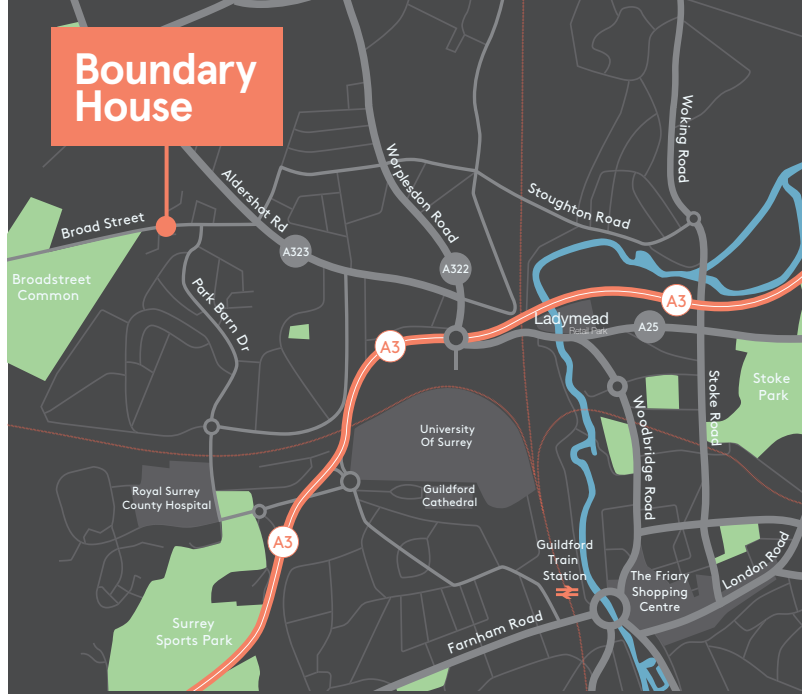 Boundary
House
Woking Road
Aldershot Rd
Worplesdon Road
Stoughton Road
Broad Street
A323
A322
Broadstreet
Common
Park Barn Dr
A3
Ladymead
Retail Park
A25
A3
Stoke
Park
Stoke Road
Woodbridge Road
University
Of Surrey
Royal Surrey
County Hospital
Guildford
Cathedral
A3
Guildford
Train
Station
The Friary
Shopping
Centre
London Road
Surrey
Sports Park
Farnham Road